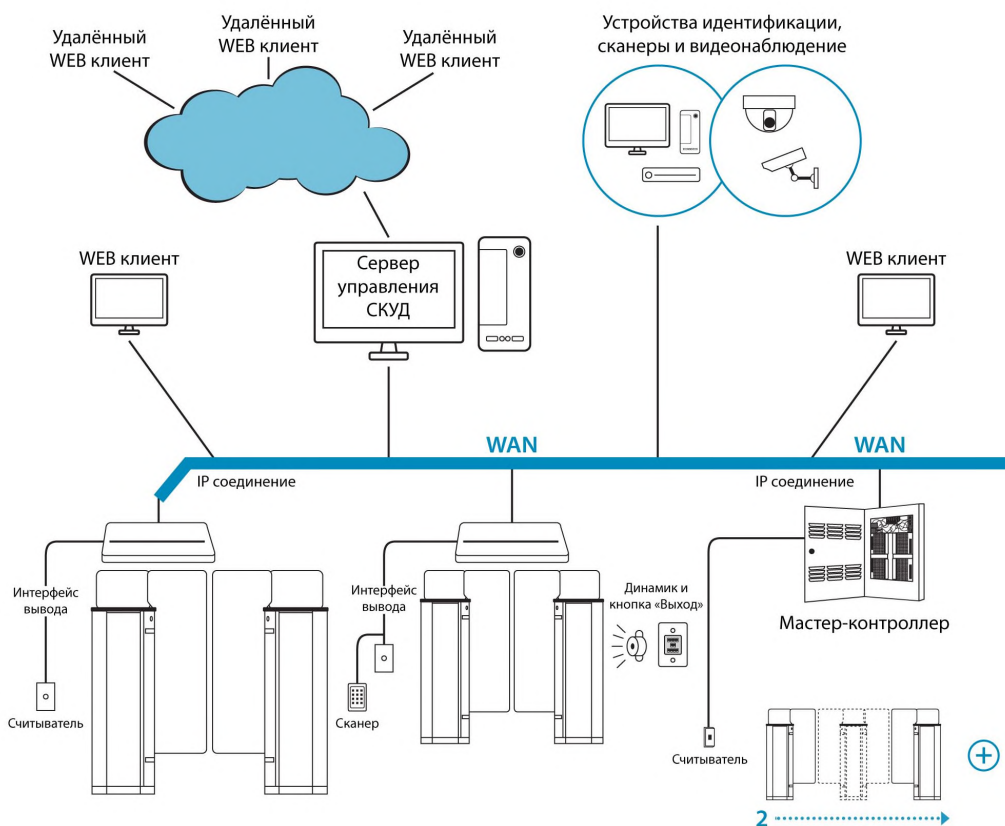 Удалённый
WEB клиент
Удалённый
WEB клиент
Удалённый
WEB клиент
Устройства идентификации,
сканеры и видеонаблюдение
WEB клиент
Сервер
управления
СКУД
WEB клиент
WAN
WAN
IP соединение
IP соединение
Интерфейс
вывода
Считыватель
Интерфейс
вывода
Сканер
Динамик и
кнопка «Выход»
Мастер-контроллер
Считыватель
2